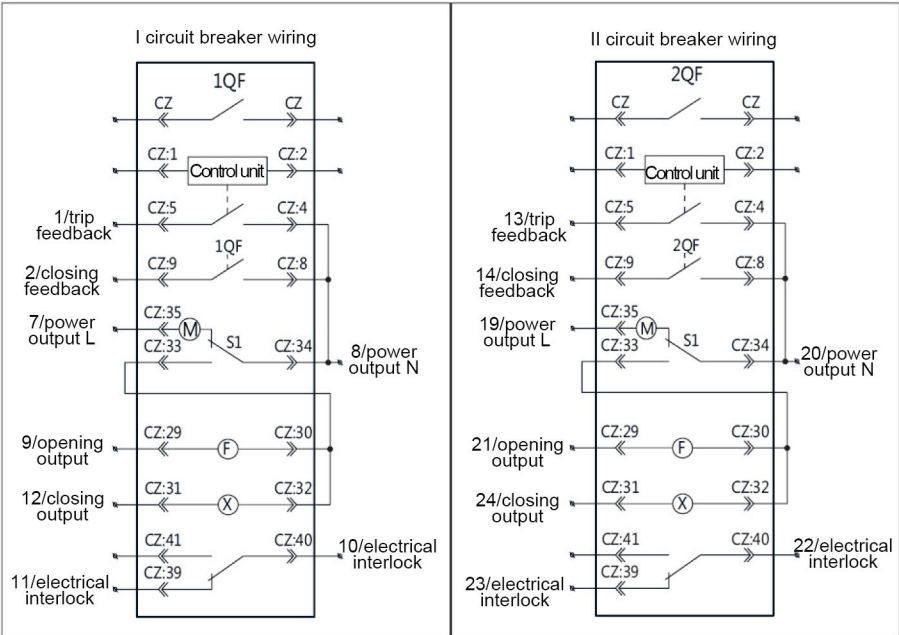 I circuit breaker wiring
1QF
CZ CZ
CZ:1 CZ:2
Control unit
1/trip
feedback
CZ:5 CZ:4
1QF
2/closing
feedback
CZ:9 CZ:8
7/power
output L
CZ:35
M
CZ:33 S1 CZ:34
8/power
output N
9/opening
output
CZ:29 CZ:30
F
12/closing
output
CZ:31 CZ:32
X
CZ:41 CZ:40
10/electrical
interlock
CZ:39
11/electrical
interlock
II circuit breaker wiring
2QF
CZ CZ
CZ:1 CZ:2
Control unit
13/trip
feedback
CZ:5 CZ:4
2QF
14/closing
feedback
CZ:9 CZ:8
19/power
output L
CZ:35
M
CZ:33 S1 CZ:34
20/power
output N
21/opening
output
CZ:29 CZ:30
F
24/closing
output
CZ:31 CZ:32
X
CZ:41 CZ:40
22/electrical
interlock
CZ:39
23/electrical
interlock